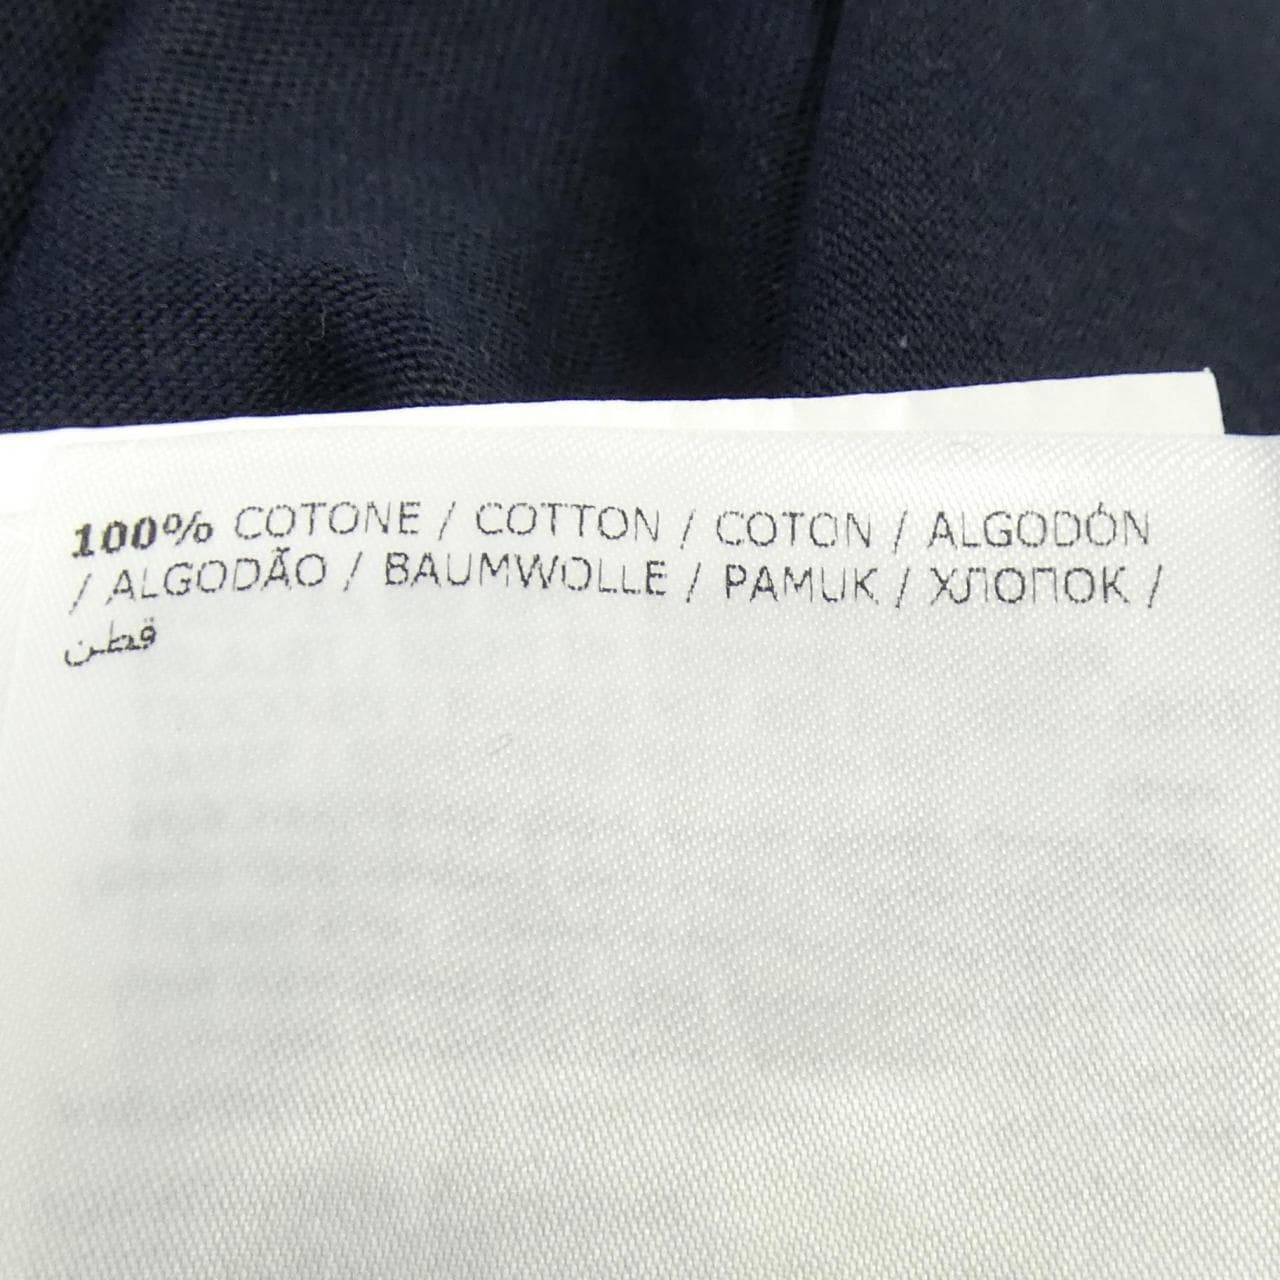 100% COTONE / COTTON / COTON / ALGODÓN
/ ALGODÃO / BAUMWOLLE / PAMUK / ХЛОПОК /
قطن